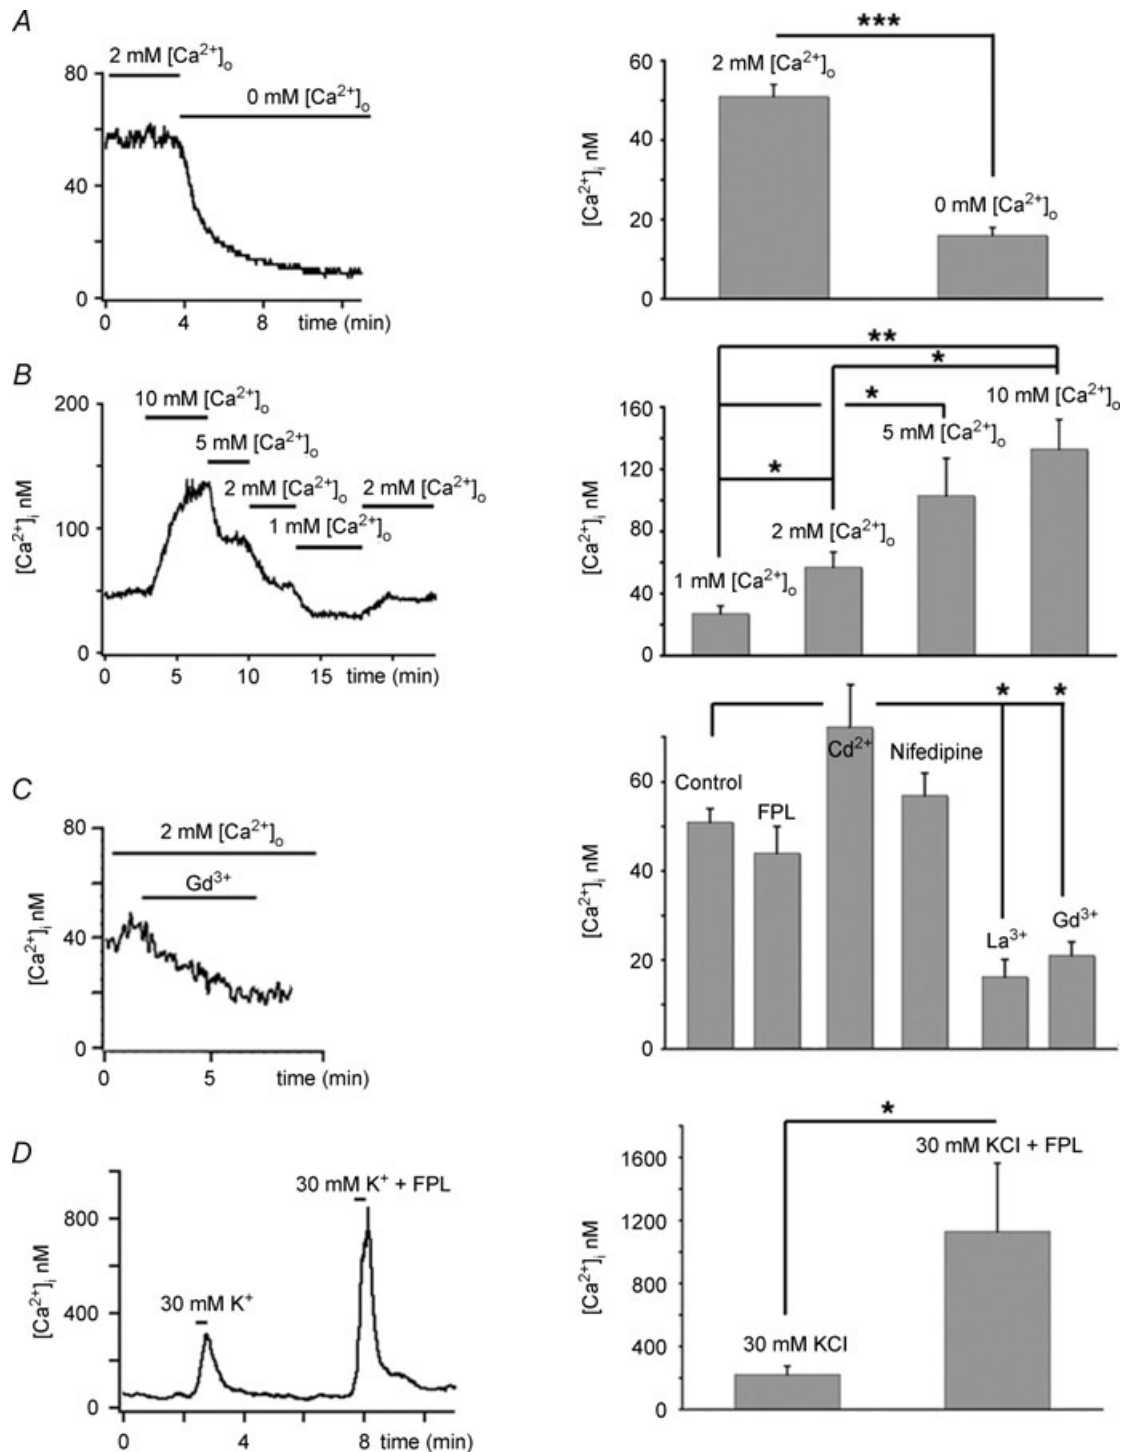 A
2 mM [Ca²⁺]ₒ
0 mM [Ca²⁺]ₒ
80
40
0
[Ca²⁺]ᵢ nM
0 4 8 time (min)
***
2 mM [Ca²⁺]ₒ
0 mM [Ca²⁺]ₒ
60
40
20
0
[Ca²⁺]ᵢ nM
B
10 mM [Ca²⁺]ₒ
5 mM [Ca²⁺]ₒ
2 mM [Ca²⁺]ₒ 2 mM [Ca²⁺]ₒ
1 mM [Ca²⁺]ₒ
200
100
0
[Ca²⁺]ᵢ nM
0 5 10 15 time (min)
**
*
*
*
10 mM [Ca²⁺]ₒ
5 mM [Ca²⁺]ₒ
2 mM [Ca²⁺]ₒ
1 mM [Ca²⁺]ₒ
160
120
80
40
0
[Ca²⁺]ᵢ nM
C
2 mM [Ca²⁺]ₒ
Gd³⁺
80
40
0
[Ca²⁺]ᵢ nM
0 5 time (min)
* *
Control
FPL
Cd²⁺
Nifedipine
La³⁺
Gd³⁺
60
40
20
0
[Ca²⁺]ᵢ nM
D
30 mM K⁺ + FPL
30 mM K⁺
800
400
0
[Ca²⁺]ᵢ nM
0 4 8 time (min)
*
30 mM KCl + FPL
30 mM KCl
1600
1200
800
400
0
[Ca²⁺]ᵢ nM